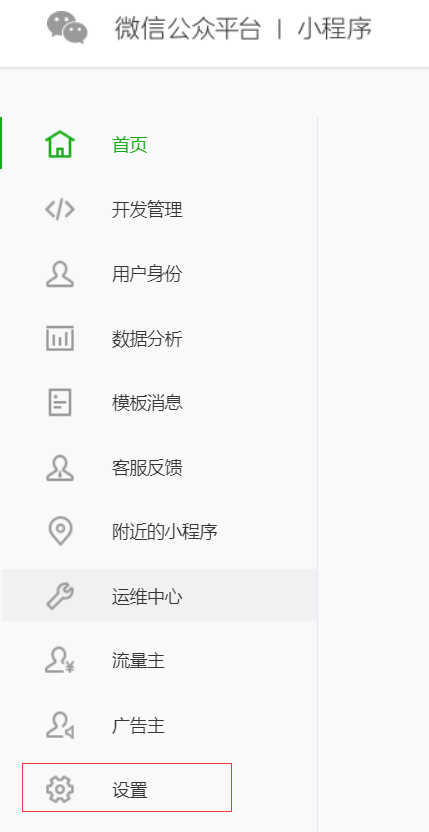 微信公众平台 | 小程序
首页
开发管理
用户身份
数据分析
模板消息
客服反馈
附近的小程序
运维中心
流量主
广告主
设置